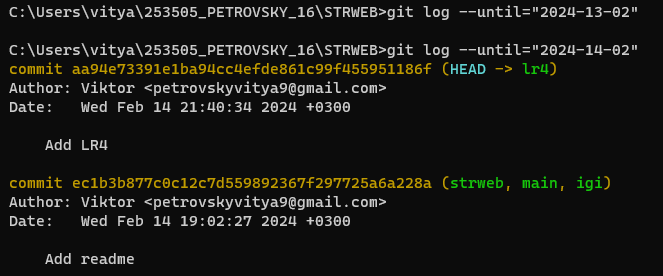 C:\Users\vitya\253505_PETROVSKY_16\STRWEB>git log --until="2024-13-02"
C:\Users\vitya\253505_PETROVSKY_16\STRWEB>git log --until="2024-14-02"
commit aa94e73391e1ba94cc4efde861c99f455951186f (HEAD -> lr4)
Author: Viktor <petrovskyvitya9@gmail.com>
Date:   Wed Feb 14 21:40:34 2024 +0300
    Add LR4
commit ec1b3b877c0c12c7d559892367f297725a6a228a (strweb, main, igi)
Author: Viktor <petrovskyvitya9@gmail.com>
Date:   Wed Feb 14 19:02:27 2024 +0300
    Add readme